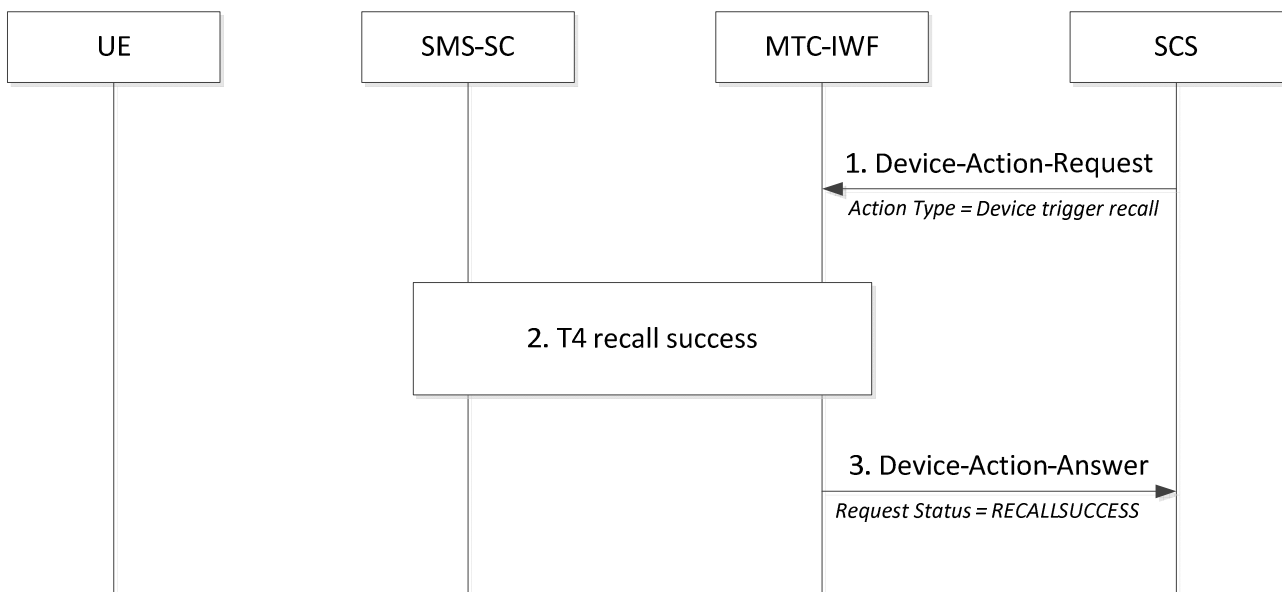 UE
SMS-SC
MTC-IWF
SCS
1. Device-Action-Request
Action Type = Device trigger recall
2. T4 recall success
3. Device-Action-Answer
Request Status = RECALLSUCCESS